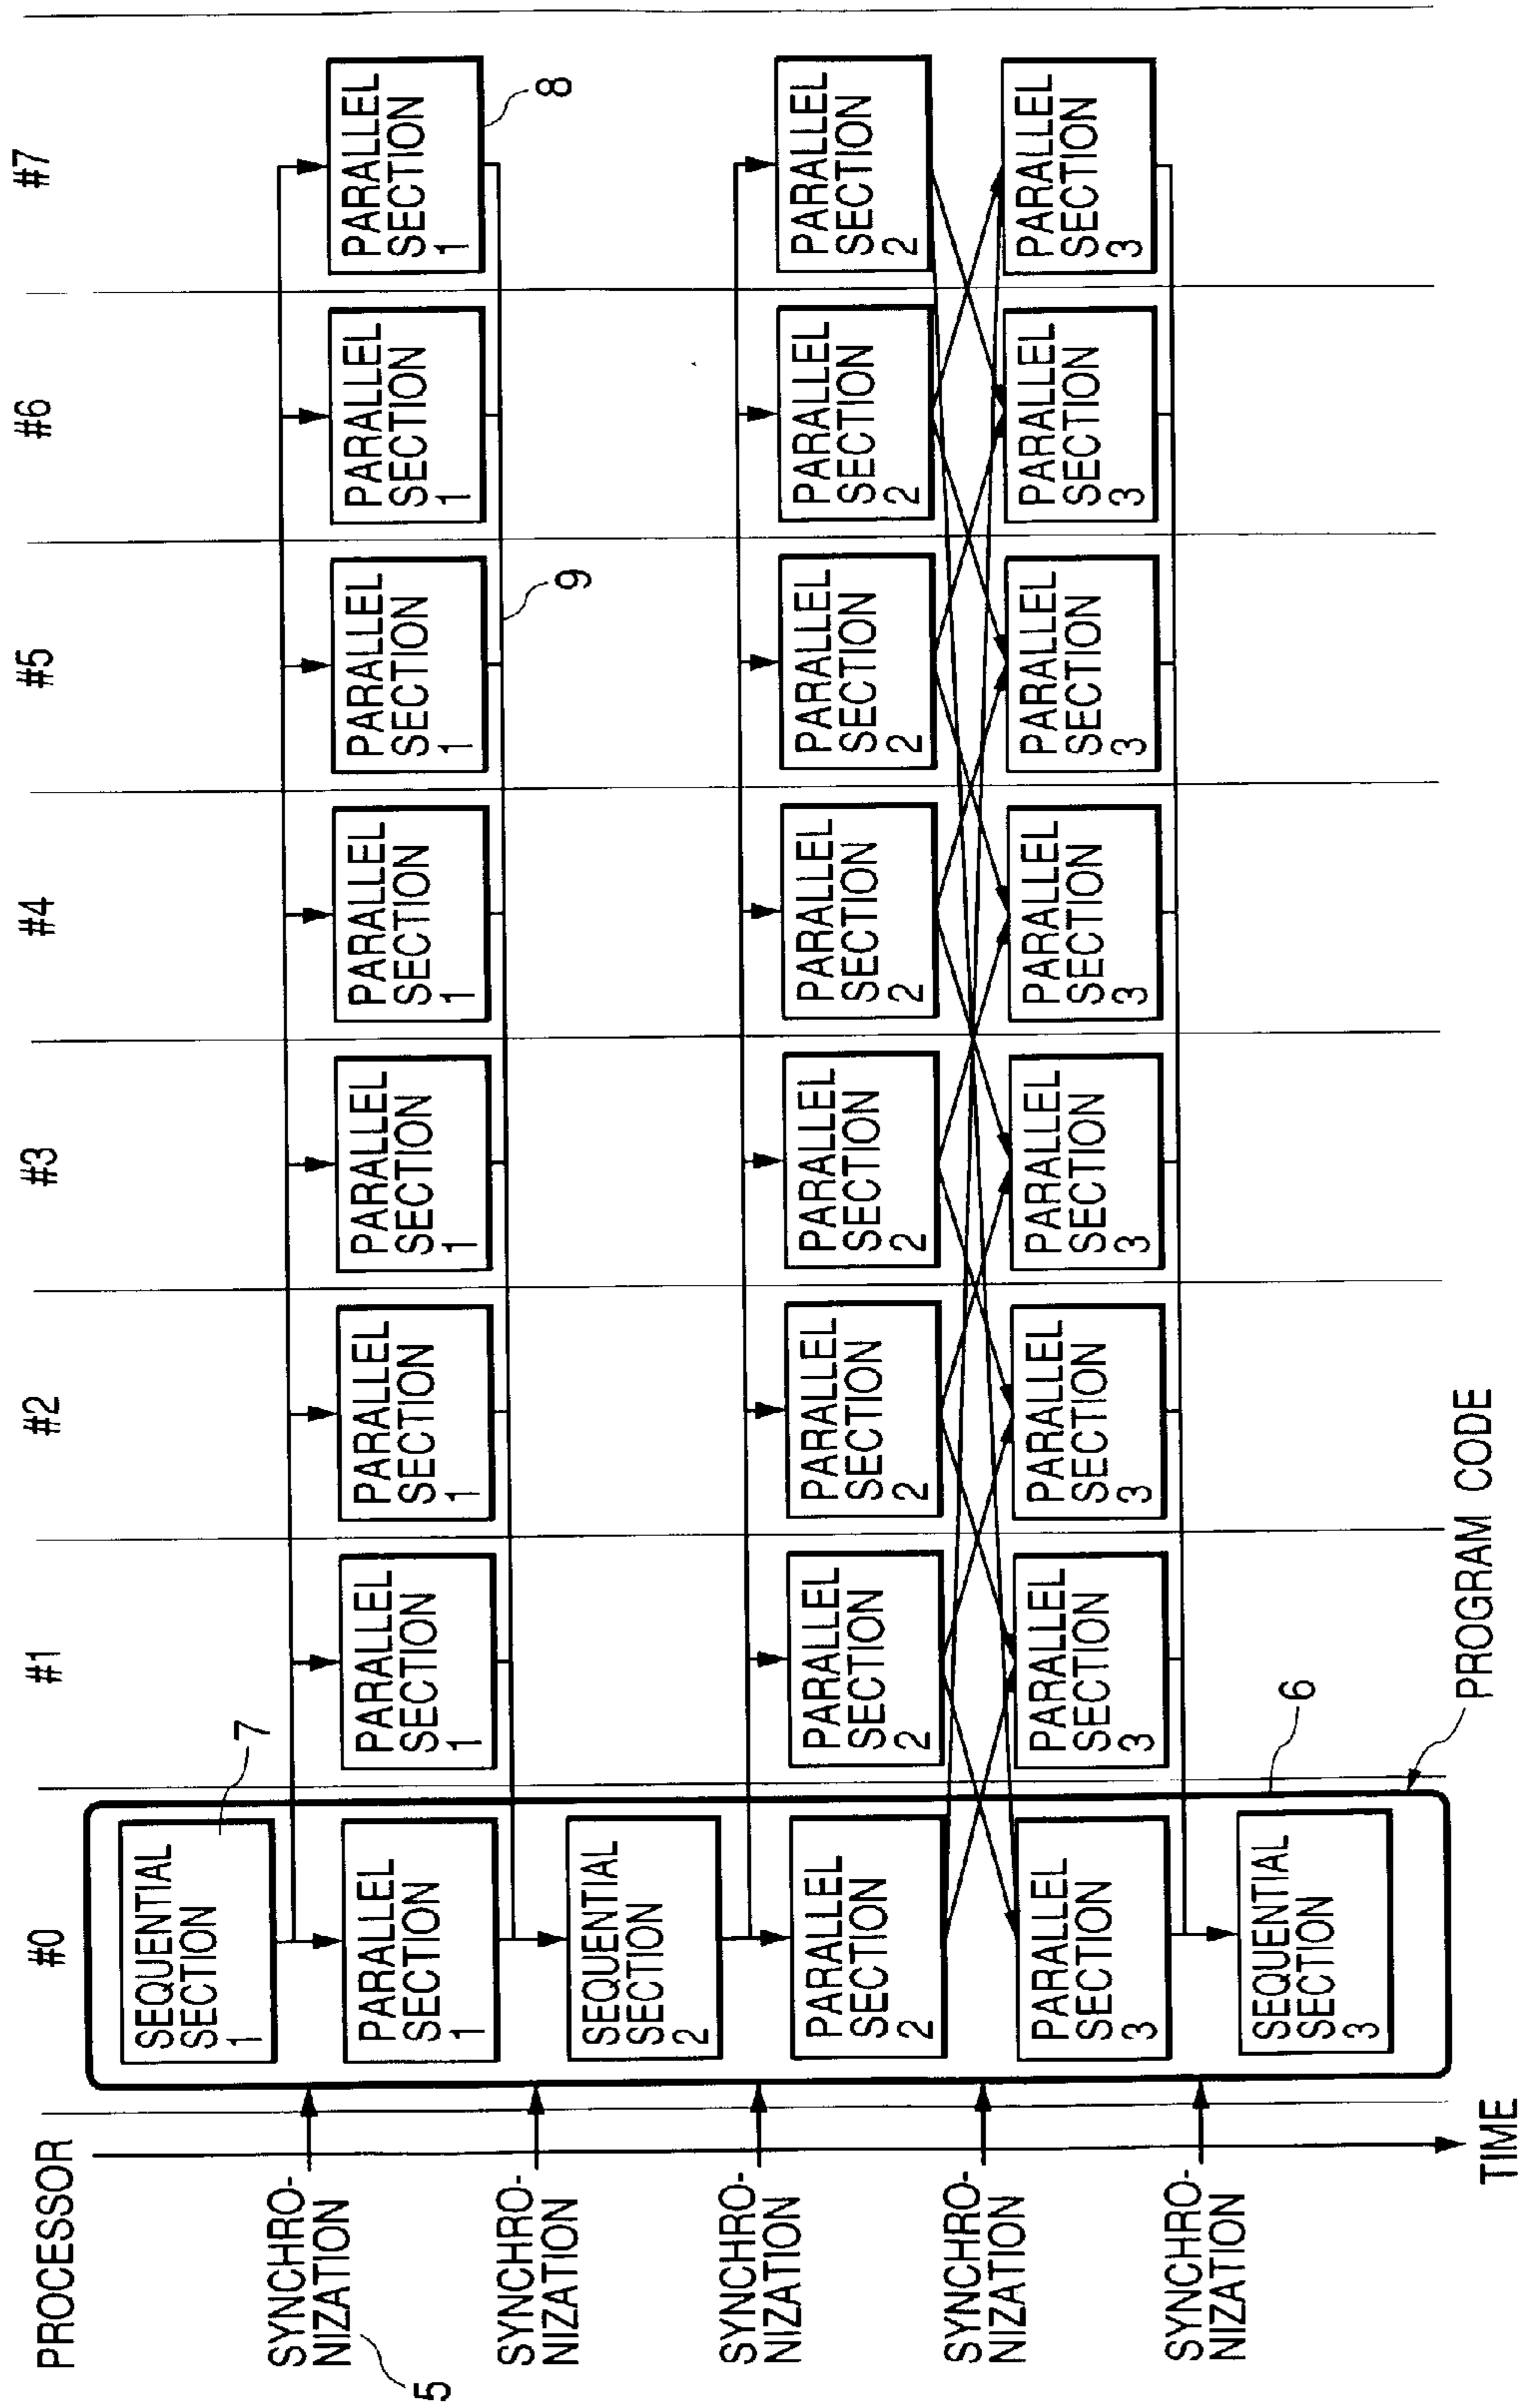 PROCESSOR
#0
#1
#2
#3
#4
#5
#6
#7
SEQUENTIAL
SECTION
1
7
SYNCHRO-
NIZATION
5
PARALLEL
SECTION
1
PARALLEL
SECTION
1
PARALLEL
SECTION
1
PARALLEL
SECTION
1
PARALLEL
SECTION
1
PARALLEL
SECTION
1
PARALLEL
SECTION
1
PARALLEL
SECTION
1
8
9
SYNCHRO-
NIZATION
SEQUENTIAL
SECTION
2
SYNCHRO-
NIZATION
PARALLEL
SECTION
2
PARALLEL
SECTION
2
PARALLEL
SECTION
2
PARALLEL
SECTION
2
PARALLEL
SECTION
2
PARALLEL
SECTION
2
PARALLEL
SECTION
2
PARALLEL
SECTION
2
SYNCHRO-
NIZATION
PARALLEL
SECTION
3
PARALLEL
SECTION
3
PARALLEL
SECTION
3
PARALLEL
SECTION
3
PARALLEL
SECTION
3
PARALLEL
SECTION
3
PARALLEL
SECTION
3
PARALLEL
SECTION
3
SYNCHRO-
NIZATION
SEQUENTIAL
SECTION
3
6
PROGRAM CODE
TIME